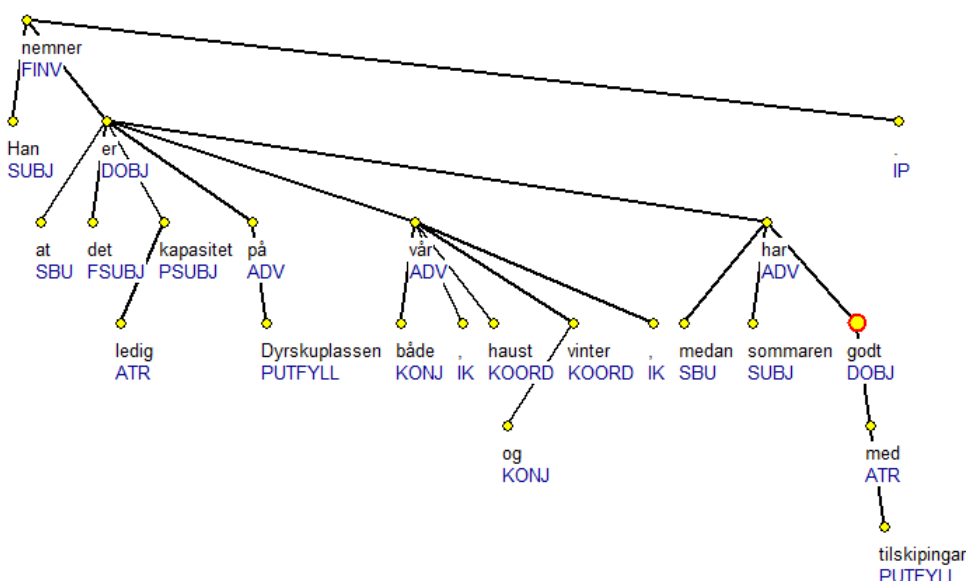 nemner
FINV
Han er .
SUBJ DOBJ IP
at det kapasitet på vår har
SBU FSUBJ PSUBJ ADV ADV ADV
ledig Dyrskuplassen både , haust vinter , medan sommaren godt
ATR PUTFYLL KONJ IK KOORD KOORD IK SBU SUBJ DOBJ
og med
KONJ ATR
tilskipingar
PUTFYLL